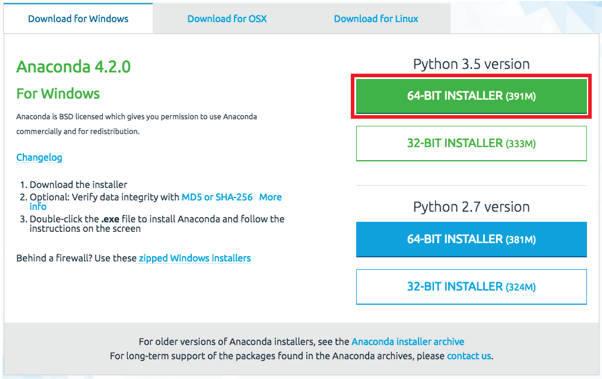 Download for Windows
Download for OSX
Download for Linux
Anaconda 4.2.0
For Windows
Anaconda is BSD licensed which gives you permission to use Anaconda
commercially and for redistribution.
Changelog
1. Download the installer
2. Optional: Verify data integrity with MD5 or SHA-256 More
info
3. Double-click the .exe file to install Anaconda and follow the
instructions on the screen
Behind a firewall? Use these zipped Windows installers
Python 3.5 version
64-BIT INSTALLER (391M)
32-BIT INSTALLER (333M)
Python 2.7 version
64-BIT INSTALLER (381M)
32-BIT INSTALLER (324M)
For older versions of Anaconda installers, see the Anaconda installer archive
For long-term support of the packages found in the Anaconda archives, please contact us.